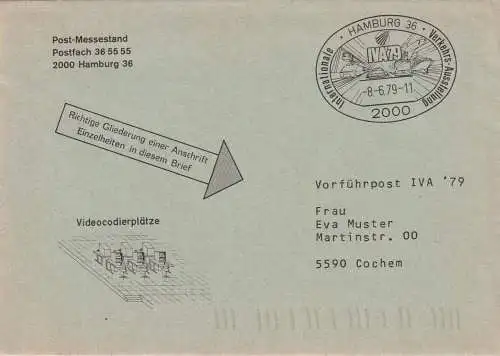 Post-Messestand
Postfach 36 55 55
2000 Hamburg 36
HAMBURG 36
Internationale Verkehrs-Ausstellung
IVA 79
-8.6.79-11
2000
Richtige Gliederung einer Anschrift
Einzelheiten in diesem Brief
Vorführpost IVA '79
Frau
Eva Muster
Martinstr. 00
5590 Cochem
Videocodierplätze